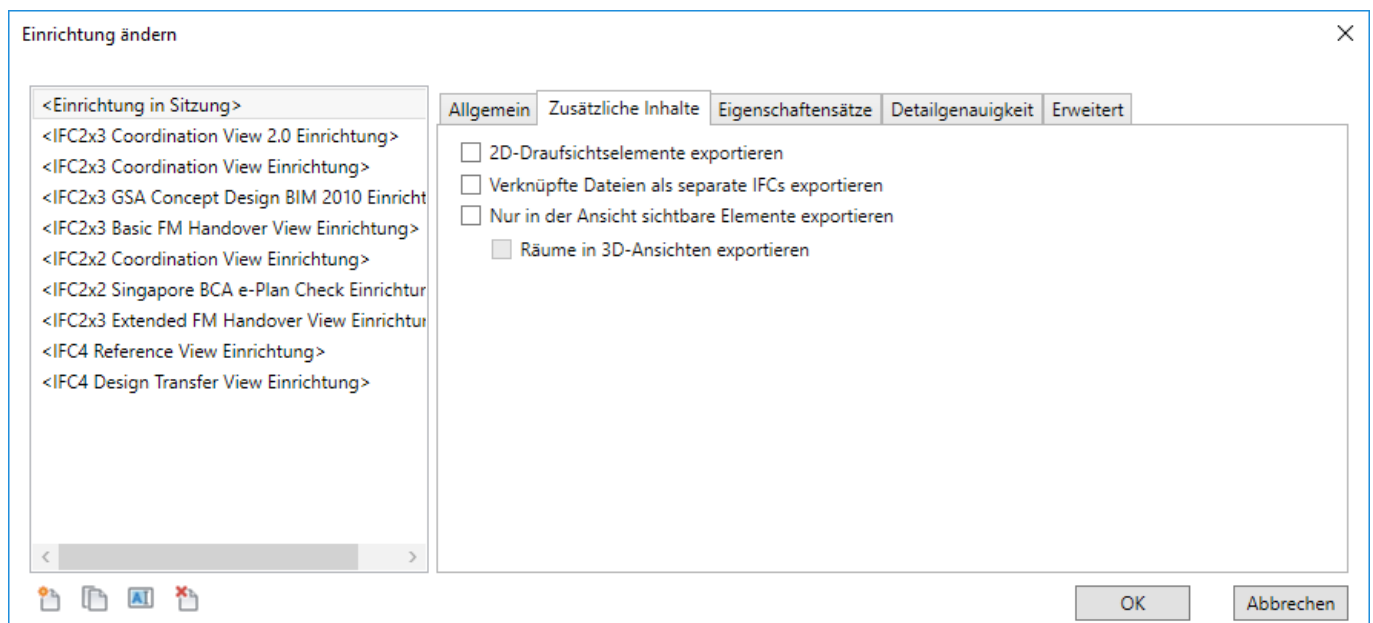 Einrichtung ändern
<Einrichtung in Sitzung>
<IFC2x3 Coordination View 2.0 Einrichtung>
<IFC2x3 Coordination View Einrichtung>
<IFC2x3 GSA Concept Design BIM 2010 Einricht
<IFC2x3 Basic FM Handover View Einrichtung>
<IFC2x2 Coordination View Einrichtung>
<IFC2x2 Singapore BCA e-Plan Check Einrichtur
<IFC2x3 Extended FM Handover View Einrichtur
<IFC4 Reference View Einrichtung>
<IFC4 Design Transfer View Einrichtung>
Allgemein Zusätzliche Inhalte Eigenschaftensätze Detailgenauigkeit Erweitert
2D-Draufsichtselemente exportieren
Verknüpfte Dateien als separate IFCs exportieren
Nur in der Ansicht sichtbare Elemente exportieren
Räume in 3D-Ansichten exportieren
AI
OK Abbrechen